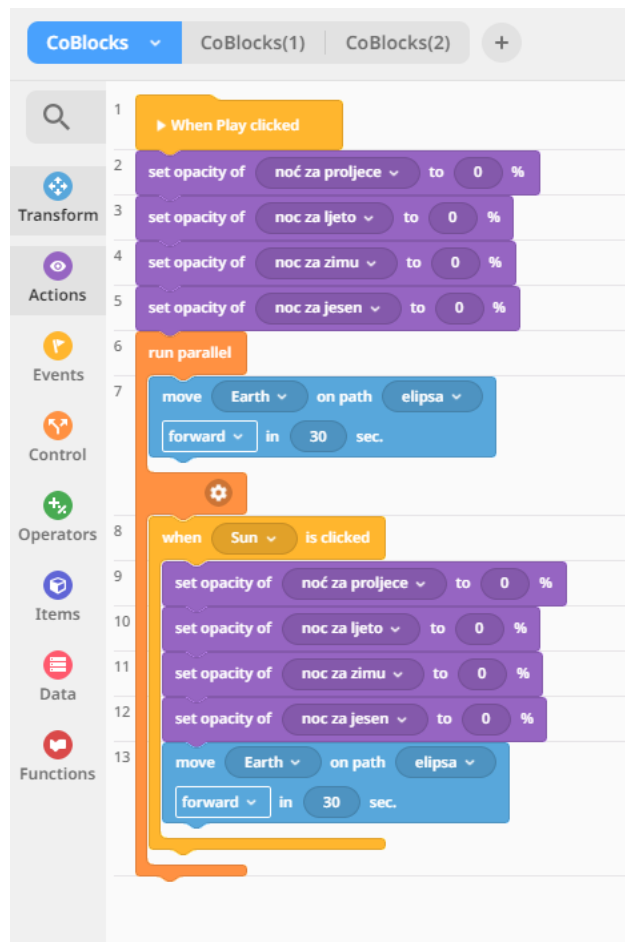 CoBlocks CoBlocks(1) CoBlocks(2) +
1 When Play clicked
2 set opacity of noć za proljece to 0 %
Transform
3 set opacity of noc za ljeto to 0 %
4 set opacity of noc za zimu to 0 %
Actions
5 set opacity of noc za jesen to 0 %
6 run parallel
Events
7 move Earth on path elipsa
forward in 30 sec.
Control
Operators
8 when Sun is clicked
9 set opacity of noć za proljece to 0 %
Items
10 set opacity of noc za ljeto to 0 %
11 set opacity of noc za zimu to 0 %
Data
12 set opacity of noc za jesen to 0 %
13 move Earth on path elipsa
Functions
forward in 30 sec.